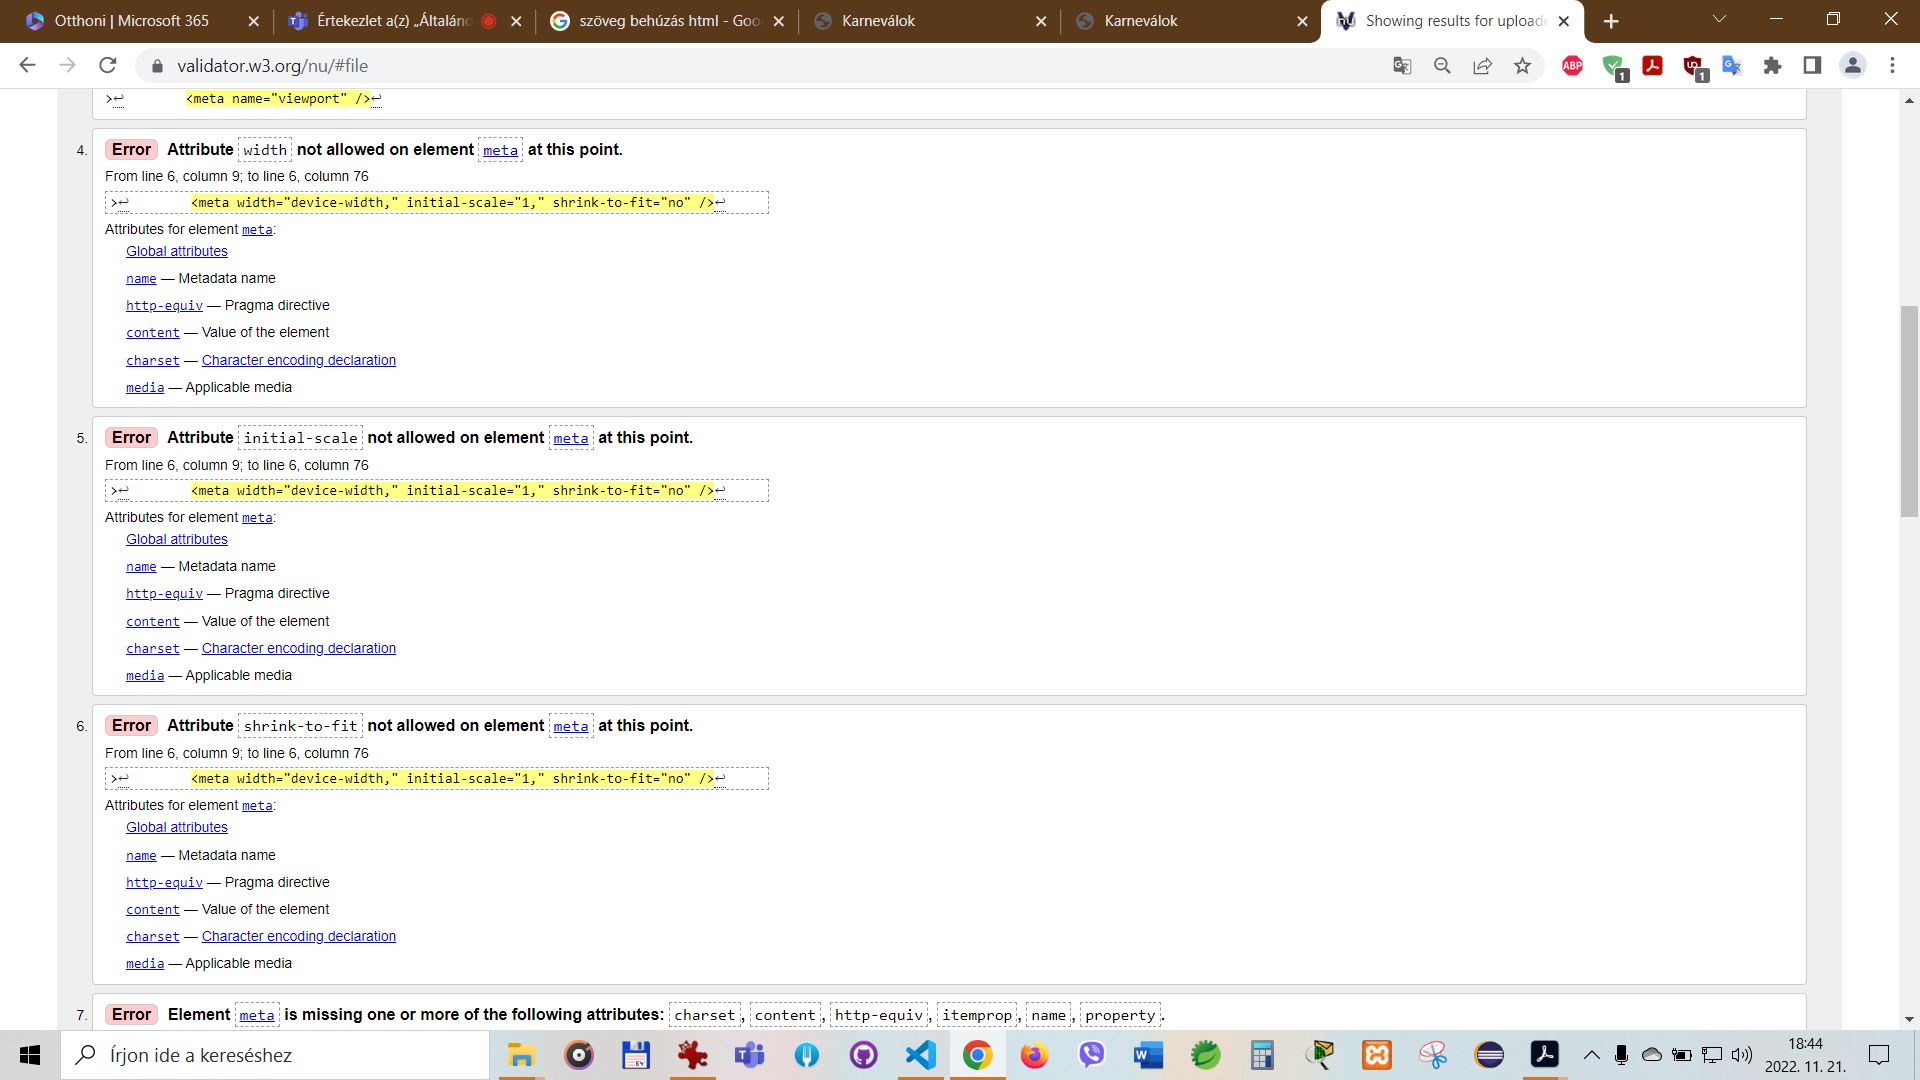 Otthoni | Microsoft 365
Értekezlet a(z) „Általáno
szöveg behúzás html - Goo
Karneválok
Karneválok
Showing results for uploade
validator.w3.org/nu/#file
ABP
1
1
>↩ <meta name="viewport" />↩
4. Error Attribute width not allowed on element meta at this point.
From line 6, column 9; to line 6, column 76
>↩ <meta width="device-width," initial-scale="1," shrink-to-fit="no" />↩
Attributes for element meta:
Global attributes
name — Metadata name
http-equiv — Pragma directive
content — Value of the element
charset — Character encoding declaration
media — Applicable media
5. Error Attribute initial-scale not allowed on element meta at this point.
From line 6, column 9; to line 6, column 76
>↩ <meta width="device-width," initial-scale="1," shrink-to-fit="no" />↩
Attributes for element meta:
Global attributes
name — Metadata name
http-equiv — Pragma directive
content — Value of the element
charset — Character encoding declaration
media — Applicable media
6. Error Attribute shrink-to-fit not allowed on element meta at this point.
From line 6, column 9; to line 6, column 76
>↩ <meta width="device-width," initial-scale="1," shrink-to-fit="no" />↩
Attributes for element meta:
Global attributes
name — Metadata name
http-equiv — Pragma directive
content — Value of the element
charset — Character encoding declaration
media — Applicable media
7. Error Element meta is missing one or more of the following attributes: charset, content, http-equiv, itemprop, name, property.
Írjon ide a kereséshez
18:44
2022. 11. 21.